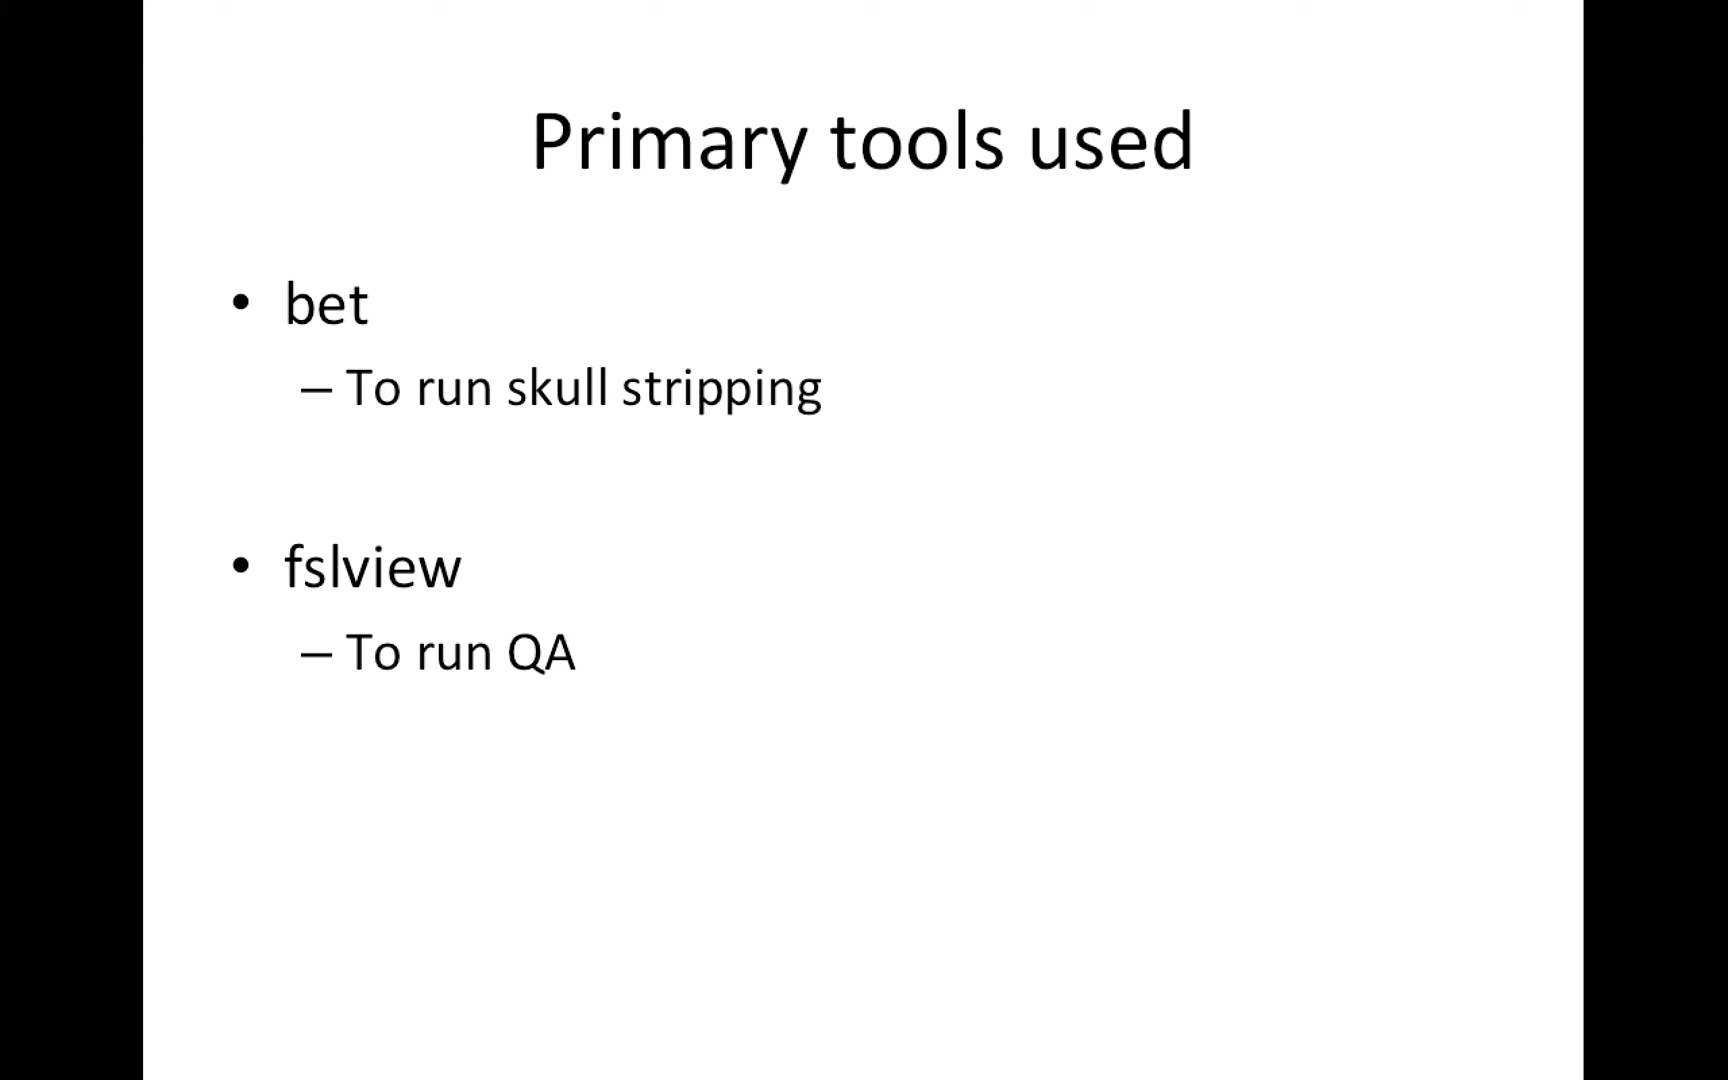 Primary tools used
• bet
– To run skull stripping
• fslview
– To run QA